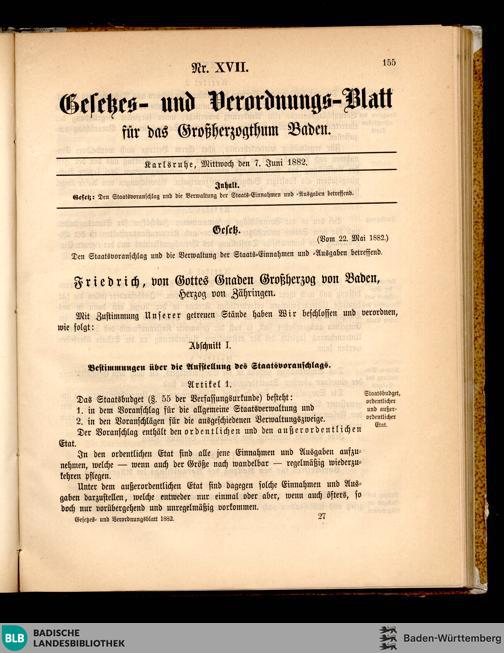 Nr. XVII.
155
Gesetzes- und Verordnungs-Blatt
für das Großherzogthum Baden.
Karlsruhe, Mittwoch den 7. Juni 1882.
Inhalt.
Gesetz: Den Staatsvoranschlag und die Verwaltung der Staats-Einnahmen und -Ausgaben betreffend.
Gesetz.
(Vom 22. Mai 1882.)
Den Staatsvoranschlag und die Verwaltung der Staats-Einnahmen und -Ausgaben betreffend.
Friedrich, von Gottes Gnaden Großherzog von Baden,
Herzog von Zähringen.
Mit Zustimmung Unserer getreuen Stände haben Wir beschlossen und verordnen,
wie folgt:
Abschnitt I.
Bestimmungen über die Aufstellung des Staatsvoranschlags.
Artikel 1.
Das Staatsbudget (§. 55 der Verfassungsurkunde) besteht:
1. in dem Voranschlag für die allgemeine Staatsverwaltung und
2. in den Voranschlägen für die ausgeschiedenen Verwaltungszweige.
Der Voranschlag enthält den ordentlichen und den außerordentlichen
Etat.
Staatsbudget,
ordentlicher
und außer-
ordentlicher
Etat.
In den ordentlichen Etat sind alle jene Einnahmen und Ausgaben aufzu-
nehmen, welche — wenn auch der Größe nach wandelbar — regelmäßig wiederzu-
kehren pflegen.
Unter dem außerordentlichen Etat sind dagegen solche Einnahmen und Aus-
gaben darzustellen, welche entweder nur einmal oder aber, wenn auch öfters, so
doch nur vorübergehend und unregelmäßig vorkommen.
Gesetzes- und Verordnungsblatt 1882.
27
BLB
BADISCHE
LANDESBIBLIOTHEK
Baden-Württemberg